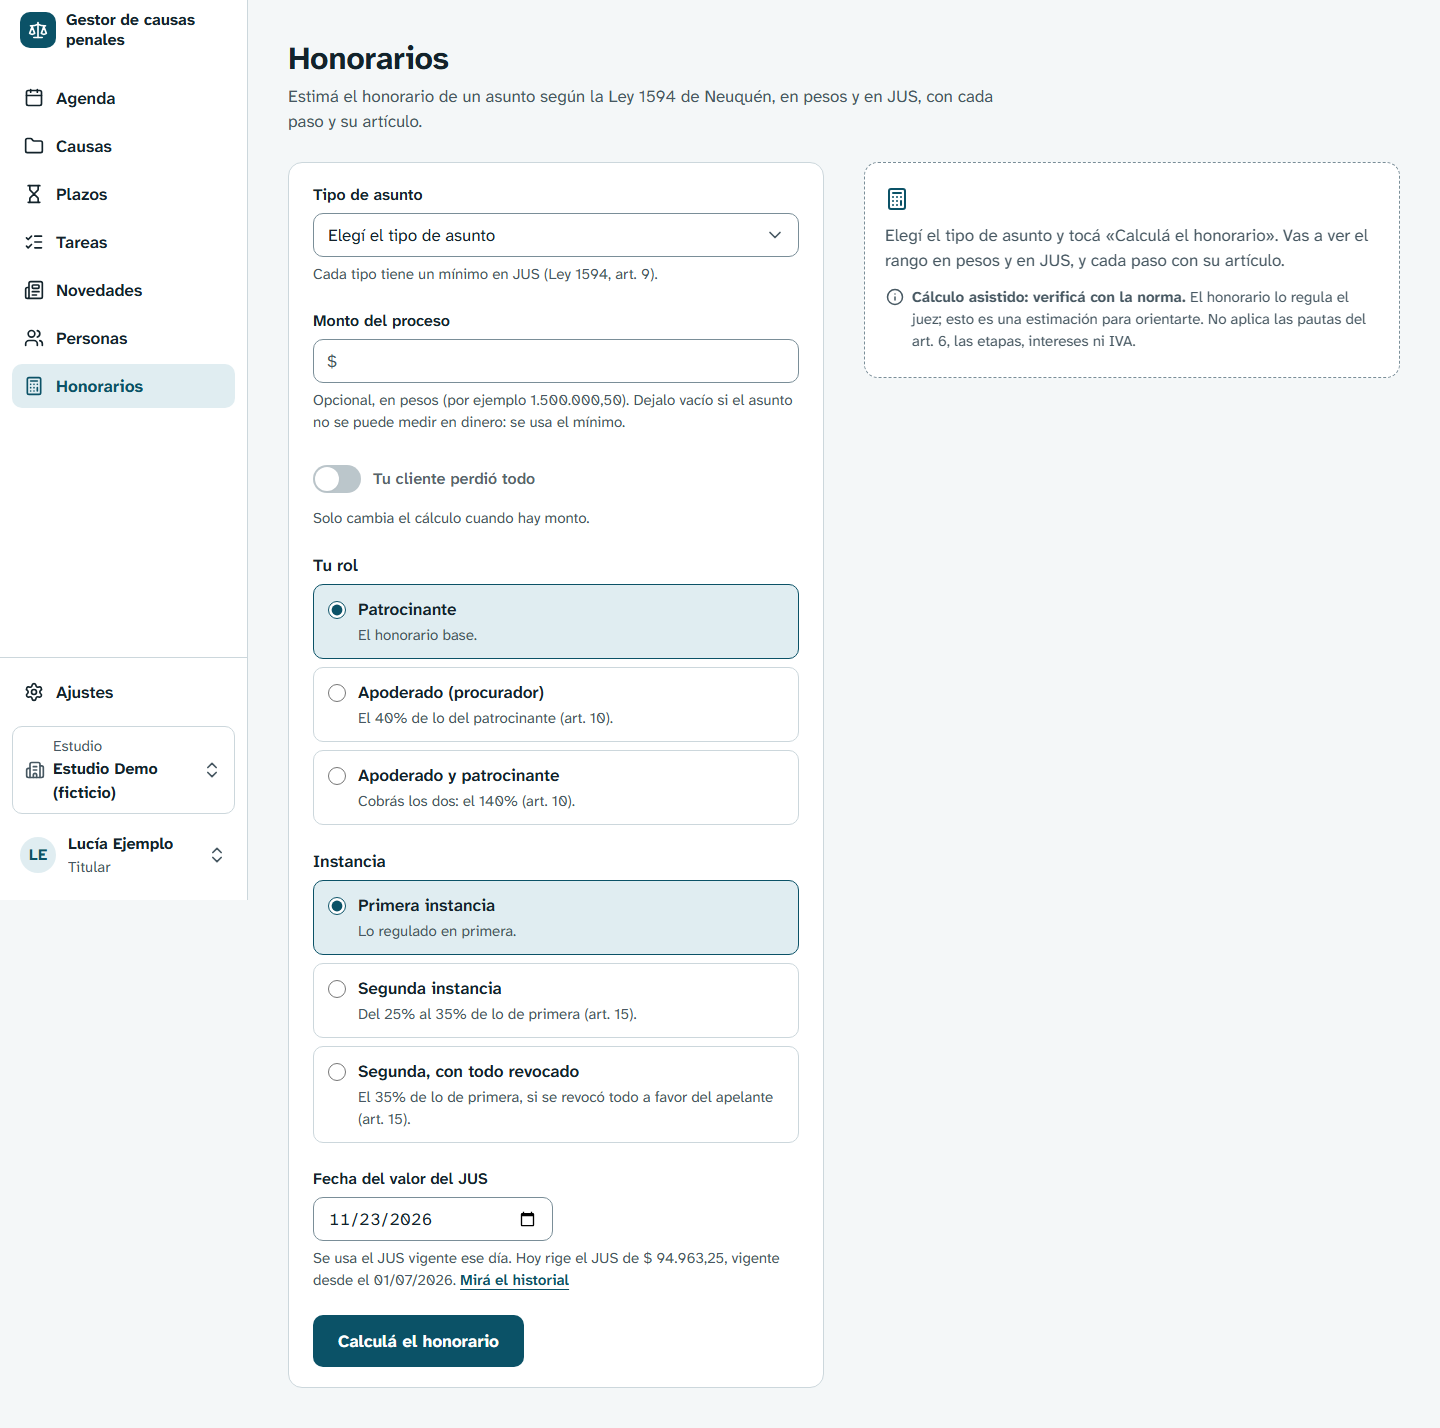 Gestor de causas
penales
Agenda
Causas
Plazos
Tareas
Novedades
Personas
Honorarios
Ajustes
Estudio
Estudio Demo
(ficticio)
LE
Lucía Ejemplo
Titular
Honorarios
Estimá el honorario de un asunto según la Ley 1594 de Neuquén, en pesos y en JUS, con cada
paso y su artículo.
Tipo de asunto
Elegí el tipo de asunto
Cada tipo tiene un mínimo en JUS (Ley 1594, art. 9).
Monto del proceso
$
Opcional, en pesos (por ejemplo 1.500.000,50). Dejalo vacío si el asunto
no se puede medir en dinero: se usa el mínimo.
Tu cliente perdió todo
Solo cambia el cálculo cuando hay monto.
Tu rol
Patrocinante
El honorario base.
Apoderado (procurador)
El 40% de lo del patrocinante (art. 10).
Apoderado y patrocinante
Cobrás los dos: el 140% (art. 10).
Instancia
Primera instancia
Lo regulado en primera.
Segunda instancia
Del 25% al 35% de lo de primera (art. 15).
Segunda, con todo revocado
El 35% de lo de primera, si se revocó todo a favor del apelante
(art. 15).
Fecha del valor del JUS
11/23/2026
Se usa el JUS vigente ese día. Hoy rige el JUS de $ 94.963,25, vigente
desde el 01/07/2026. Mirá el historial
Calculá el honorario
Elegí el tipo de asunto y tocá «Calculá el honorario». Vas a ver el
rango en pesos y en JUS, y cada paso con su artículo.
Cálculo asistido: verificá con la norma. El honorario lo regula el
juez; esto es una estimación para orientarte. No aplica las pautas del
art. 6, las etapas, intereses ni IVA.